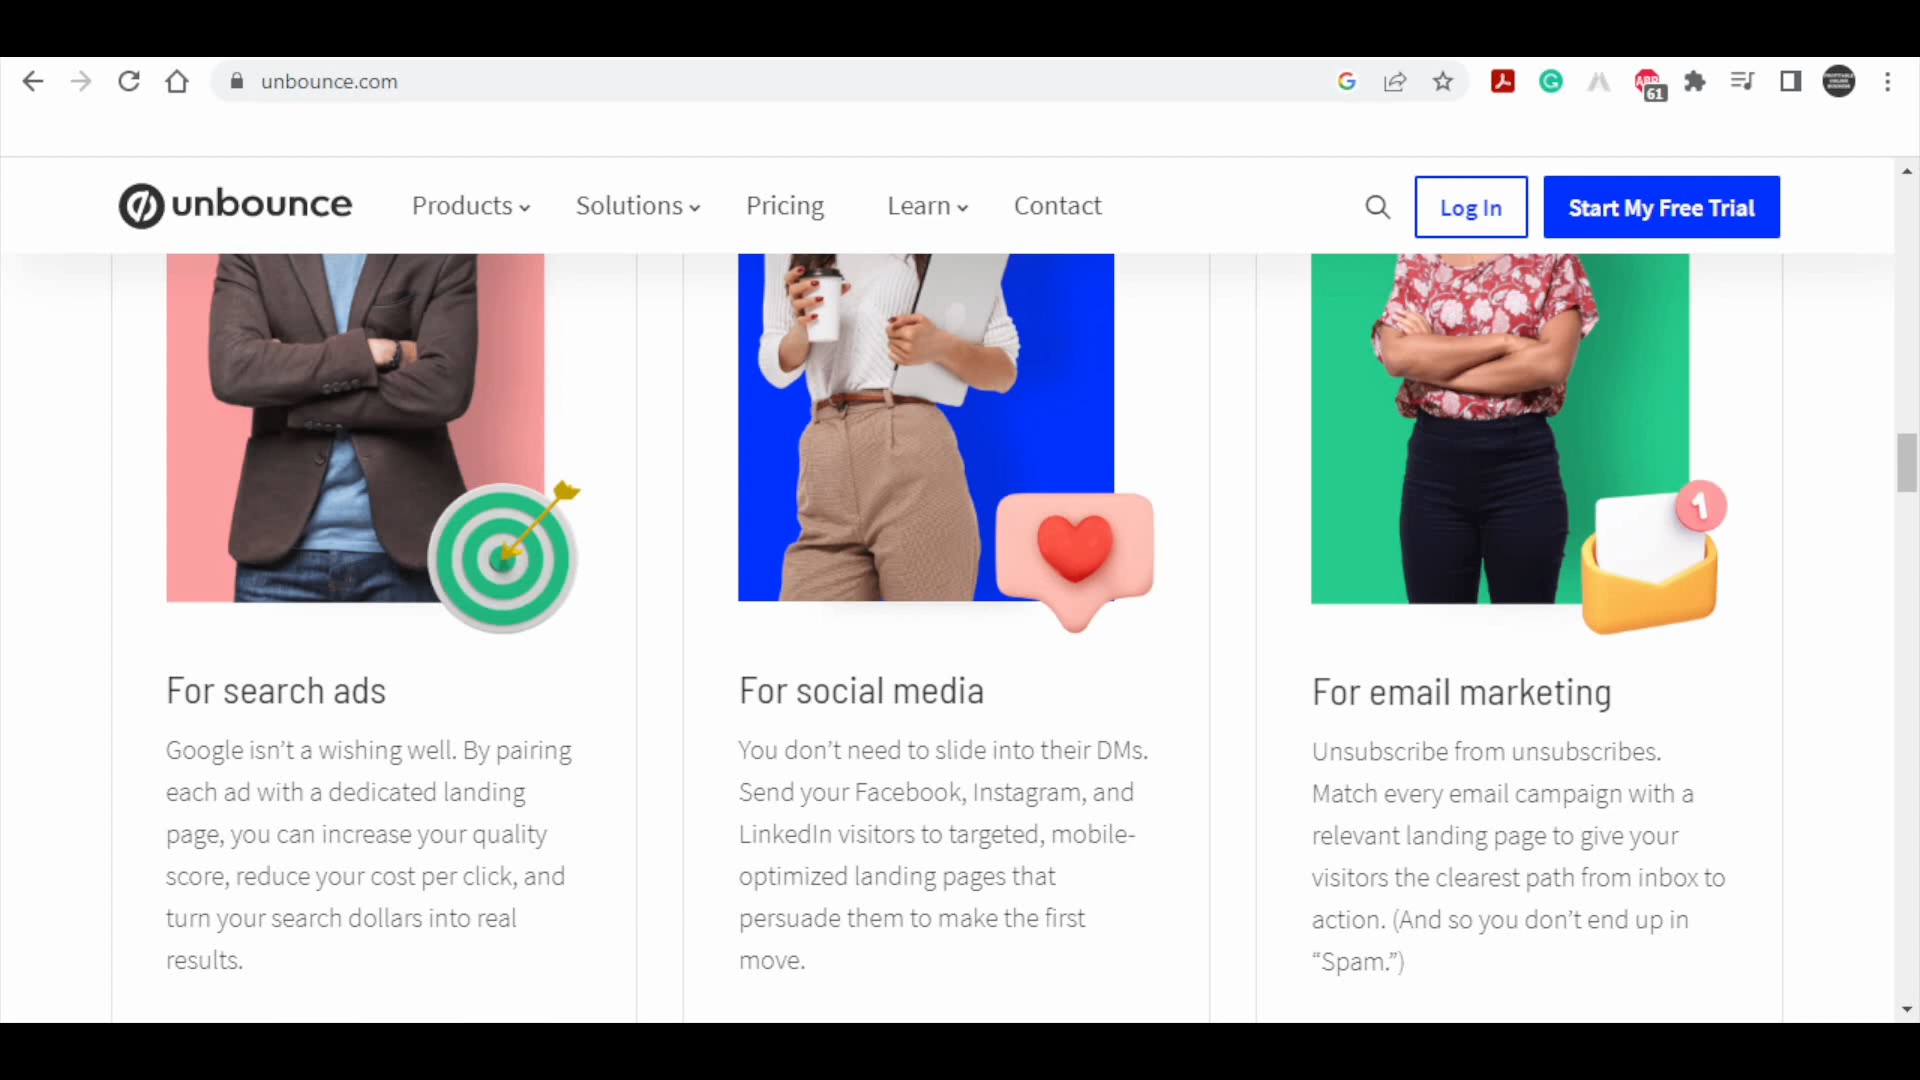 unbounce.com
ABP
61
unbounce
Products
Solutions
Pricing
Learn
Contact
Log In
Start My Free Trial
1
For search ads
Google isn’t a wishing well. By pairing
each ad with a dedicated landing
page, you can increase your quality
score, reduce your cost per click, and
turn your search dollars into real
results.
For social media
You don’t need to slide into their DMs.
Send your Facebook, Instagram, and
LinkedIn visitors to targeted, mobile-
optimized landing pages that
persuade them to make the first
move.
For email marketing
Unsubscribe from unsubscribes.
Match every email campaign with a
relevant landing page to give your
visitors the clearest path from inbox to
action. (And so you don’t end up in
“Spam.”)